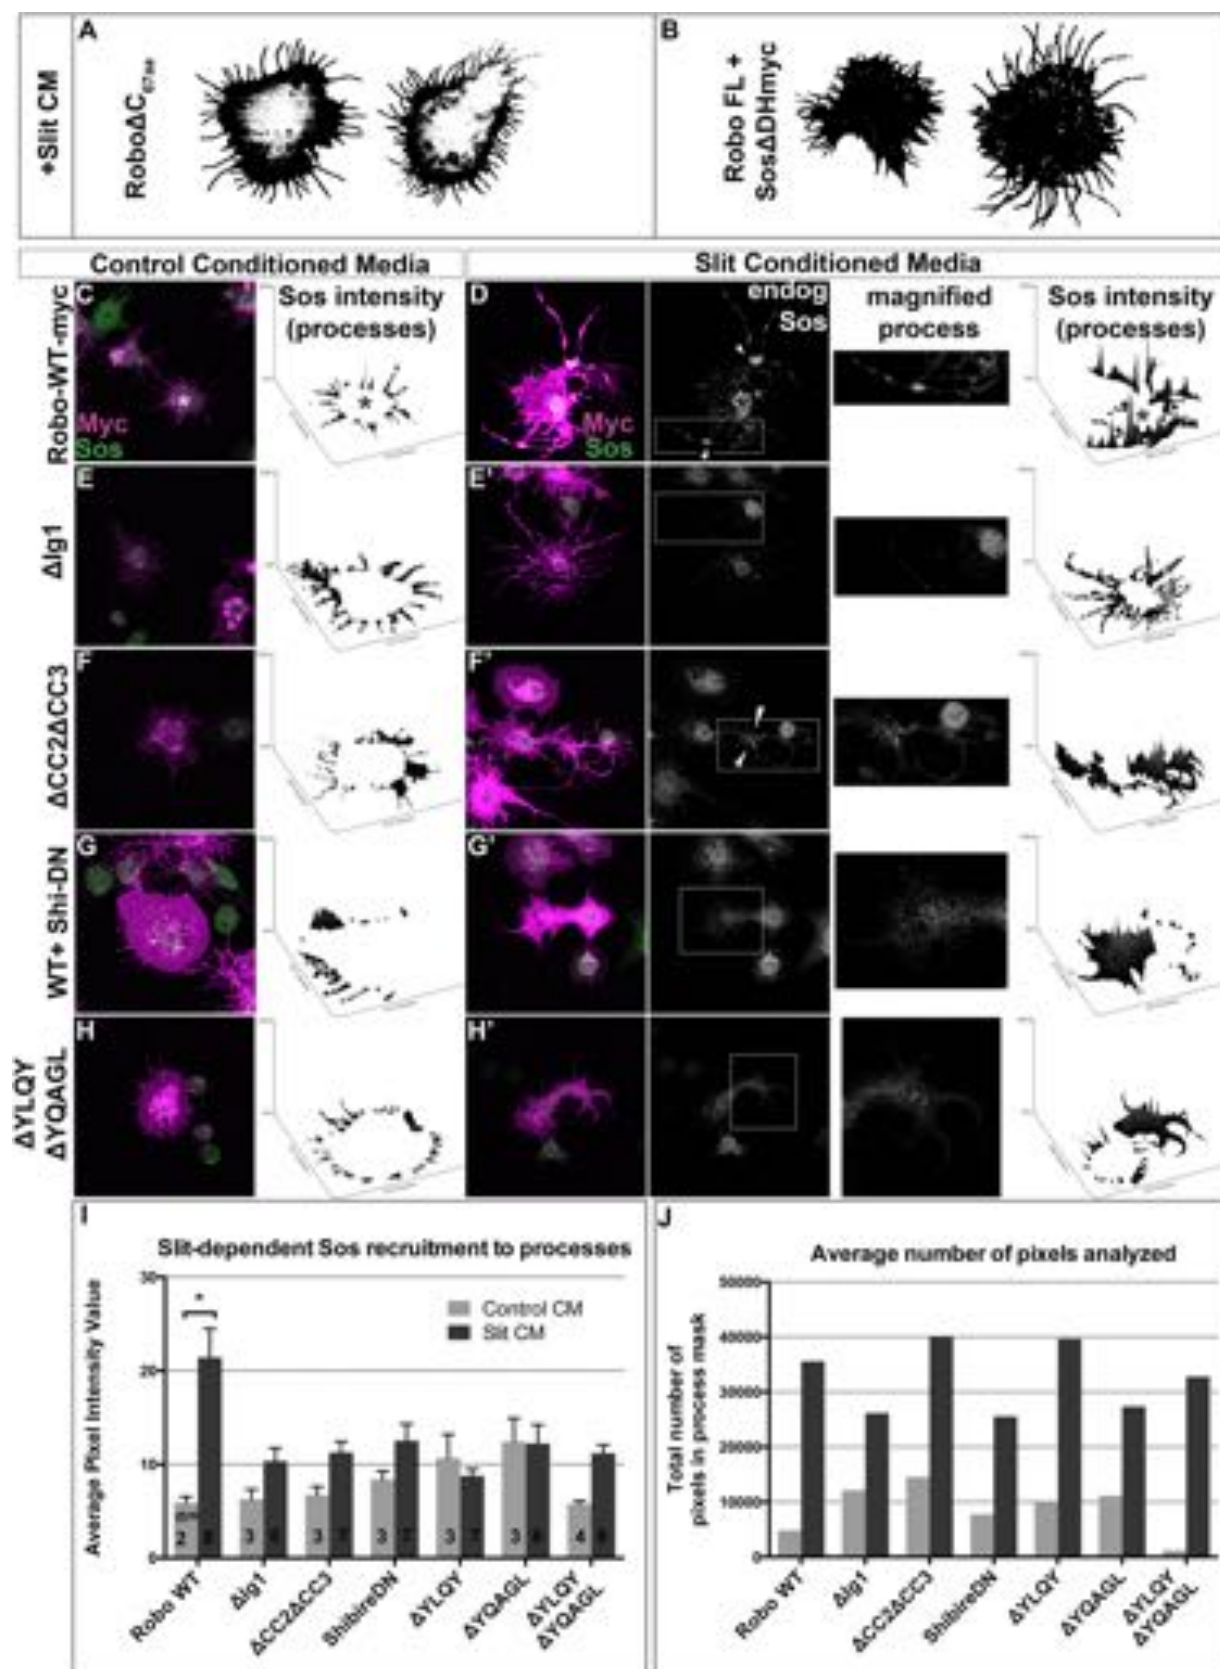 A
B
+Slit CM
RoboΔC
Robo FL +
SosΔDHmyc
Control Conditioned Media
Slit Conditioned Media
Robo-WT-myc
C
Sos intensity
(processes)
D
endog
Sos
magnified
process
Sos intensity
(processes)
Myc
Sos
Myc
Sos
ΔIg1
E
E'
ΔCC2ΔCC3
F
F'
WT+ Shi-DN
G
G'
ΔYLQY
ΔYQAGL
H
H'
I
Slit-dependent Sos recruitment to processes
Average Pixel Intensity Value
30
20
10
0
*
Control CM
Slit CM
2
3
3
3
3
3
4
Robo WT
ΔIg1
ΔCC2ΔCC3
ShibireDN
ΔYLQY
ΔYQAGL
ΔYLQY
ΔYQAGL
J
Average number of pixels analyzed
Total number of
pixels in process mask
50000
40000
30000
20000
10000
0
Robo WT
ΔIg1
ΔCC2ΔCC3
ShibireDN
ΔYLQY
ΔYQAGL
ΔYLQY
ΔYQAGL